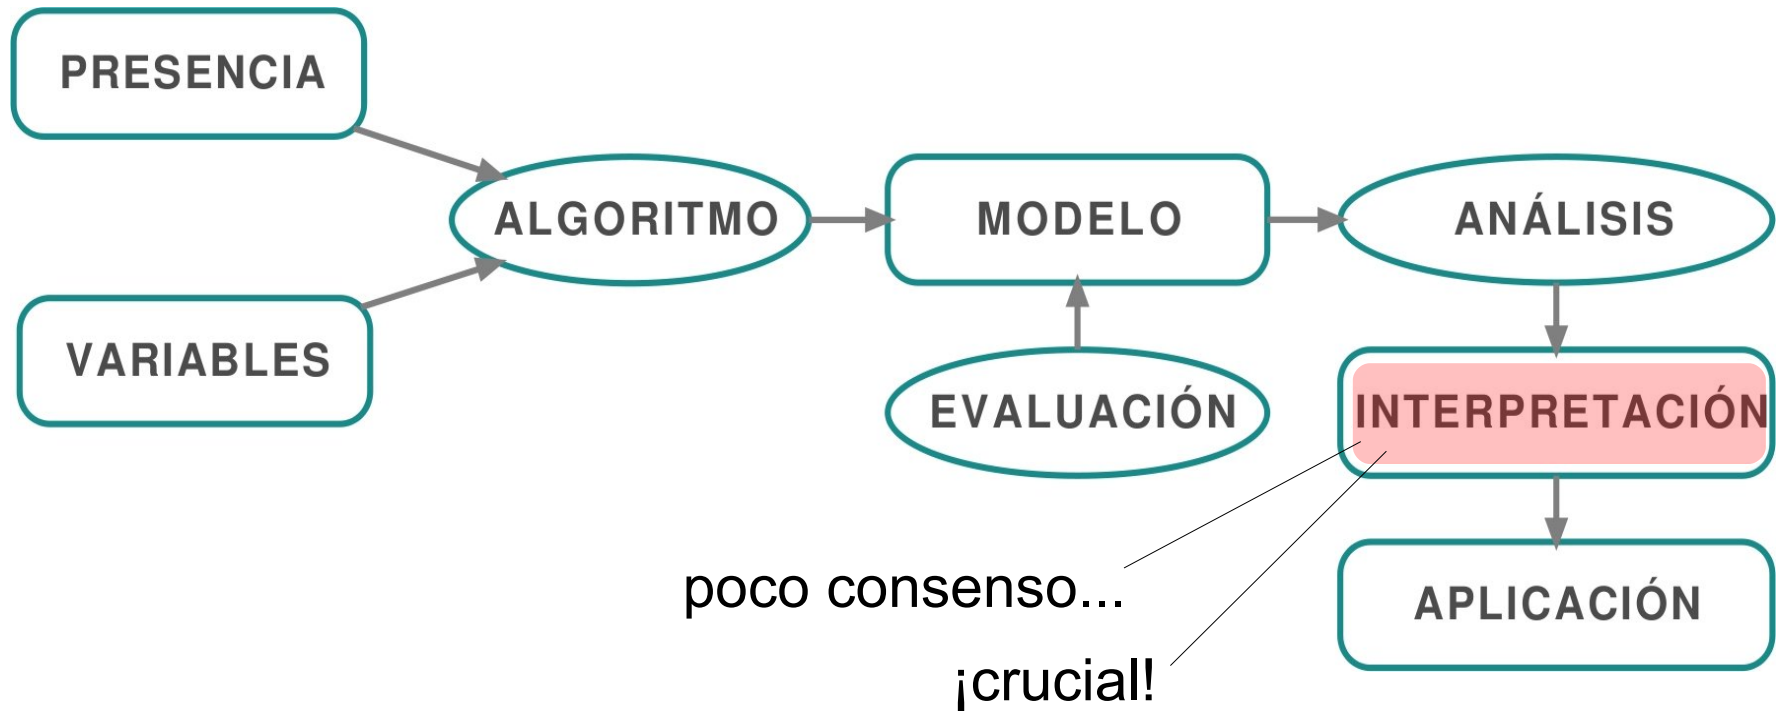 PRESENCIA
ALGORITMO
MODELO
ANÁLISIS
VARIABLES
EVALUACIÓN
INTERPRETACIÓN
poco consenso...
APLICACIÓN
¡crucial!